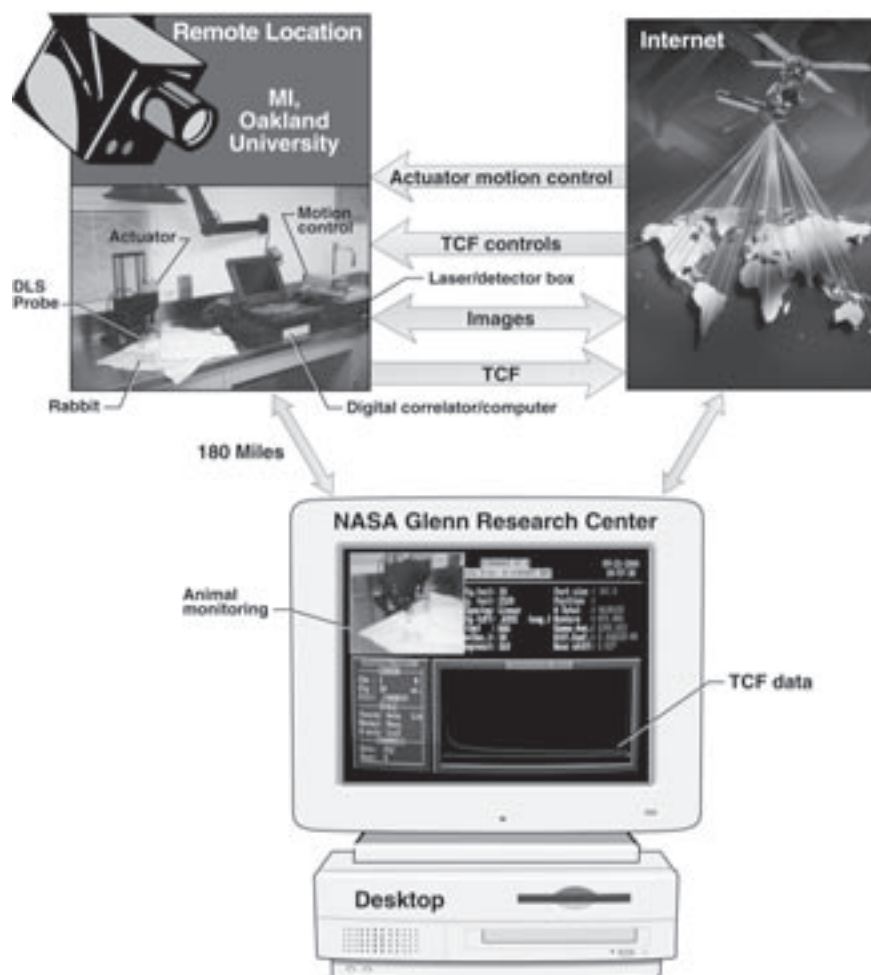 Remote Location
MI,
Oakland
University
Internet
Actuator motion control
Motion
control
Actuator
TCF controls
DLS
Probe
Laser/detector box
Images
TCF
Rabbit
Digital correlator/computer
180 Miles
NASA Glenn Research Center
Animal
monitoring
TCF data
Desktop